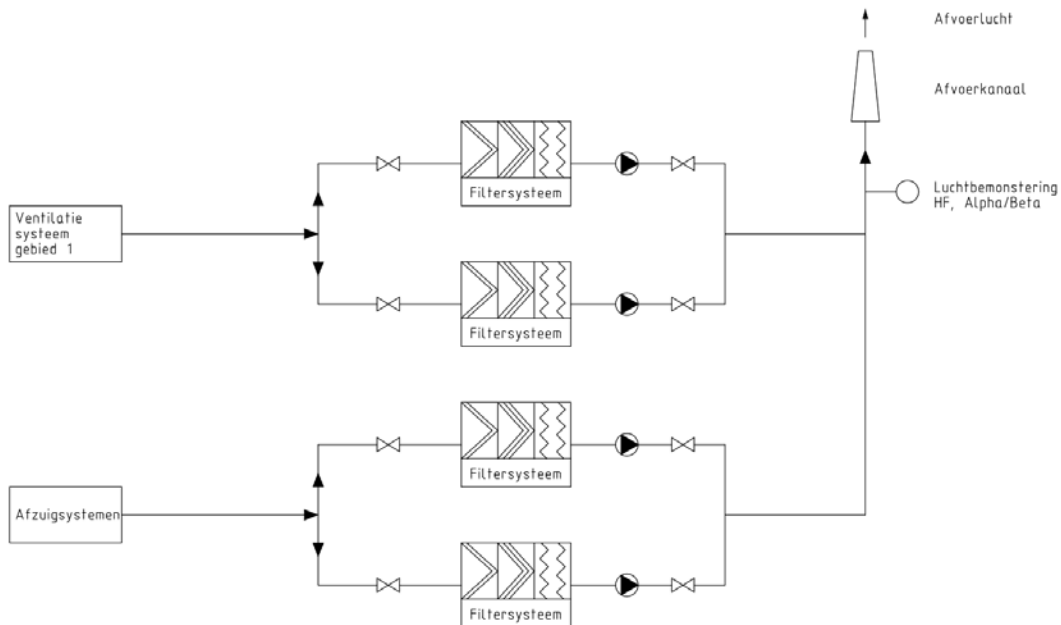 Afvoerlucht
Afvoerkanaal
Filtersysteem
Luchtbemonstering
HF, Alpha/Beta
Ventilatie
systeem
gebied 1
Filtersysteem
Filtersysteem
Afzuigsystemen
Filtersysteem